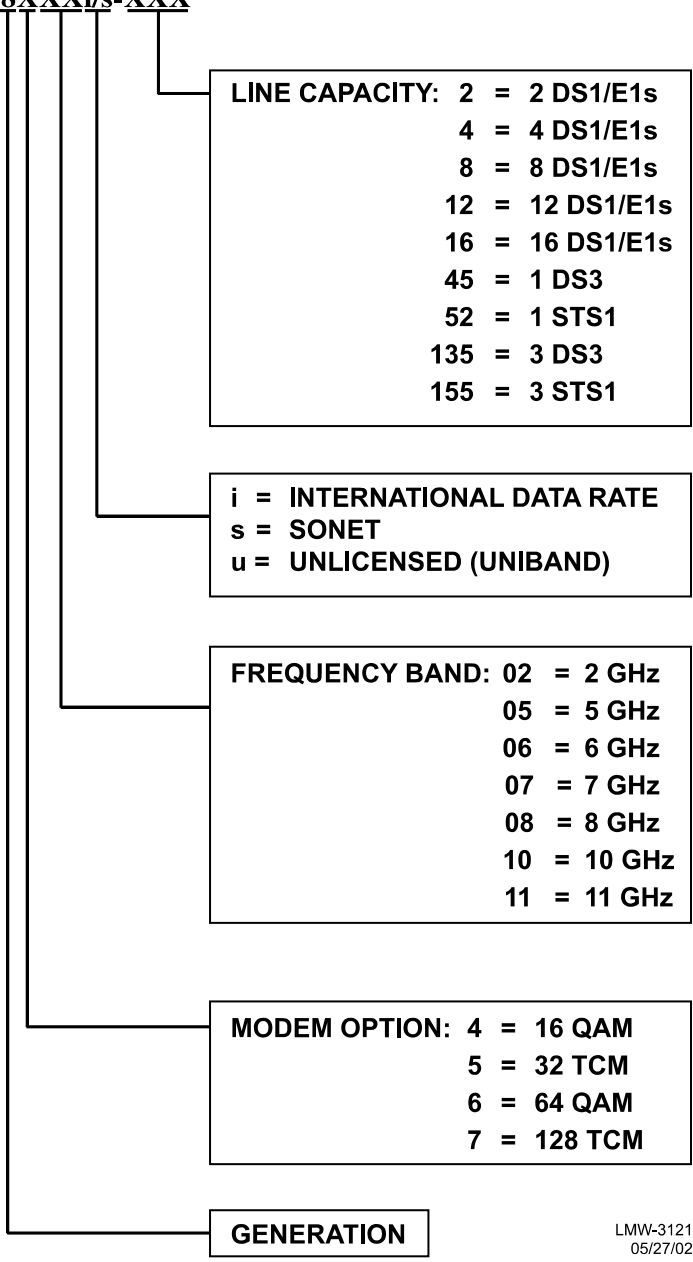 8XXXi/s-XXX
LINE CAPACITY: 2 = 2 DS1/E1s
4 = 4 DS1/E1s
8 = 8 DS1/E1s
12 = 12 DS1/E1s
16 = 16 DS1/E1s
45 = 1 DS3
52 = 1 STS1
135 = 3 DS3
155 = 3 STS1
i = INTERNATIONAL DATA RATE
s = SONET
u = UNLICENSED (UNIBAND)
FREQUENCY BAND: 02 = 2 GHz
05 = 5 GHz
06 = 6 GHz
07 = 7 GHz
08 = 8 GHz
10 = 10 GHz
11 = 11 GHz
MODEM OPTION: 4 = 16 QAM
5 = 32 TCM
6 = 64 QAM
7 = 128 TCM
GENERATION
LMW-3121
05/27/02